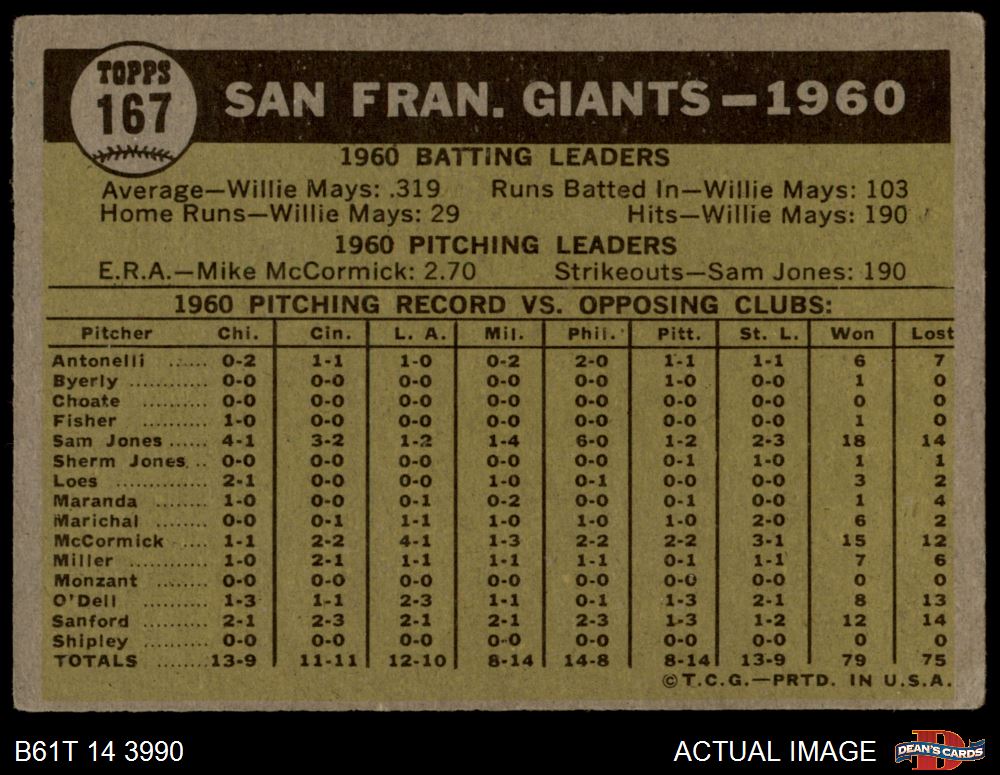 TOPPS
167
SAN FRAN. GIANTS—1960
1960 BATTING LEADERS
Average—Willie Mays: .319 Runs Batted In—Willie Mays: 103
Home Runs—Willie Mays: 29 Hits—Willie Mays: 190
1960 PITCHING LEADERS
E.R.A.—Mike McCormick: 2.70 Strikeouts—Sam Jones: 190
1960 PITCHING RECORD VS. OPPOSING CLUBS:
Pitcher Chi. Cin. L. A. Mil. Phil. Pitt. St. L. Won Lost
Antonelli ...... 0-2 1-1 1-0 0-2 2-0 1-1 1-1 6 7
Byerly ........... 0-0 0-0 0-0 0-0 0-0 1-0 0-0 1 0
Choate .......... 0-0 0-0 0-0 0-0 0-0 0-0 0-0 0 0
Fisher ........... 1-0 0-0 0-0 0-0 0-0 0-0 0-0 1 0
Sam Jones ...... 4-1 3-2 1-2 1-4 6-0 1-2 2-3 18 14
Sherm Jones .. 0-0 0-0 0-0 0-0 0-0 0-1 1-0 1 1
Loes .............. 2-1 0-0 0-0 1-0 0-1 0-0 0-0 3 2
Maranda ........ 1-0 0-0 0-1 0-2 0-0 0-1 0-0 1 4
Marichal ........ 0-0 0-1 1-1 1-0 1-0 1-0 2-0 6 2
McCormick ..... 1-1 2-2 4-1 1-3 2-2 2-2 3-1 15 12
Miller ............ 1-0 2-1 1-1 1-1 1-1 0-1 1-1 7 6
Monzant ......... 0-0 0-0 0-0 0-0 0-0 0-0 0-0 0 0
O'Dell .......... 1-3 1-1 2-3 1-1 0-1 1-3 2-1 8 13
Sanford .......... 2-1 2-3 2-1 2-1 2-3 1-3 1-2 12 14
Shipley .......... 0-0 0-0 0-0 0-0 0-0 0-0 0-0 0 0
TOTALS ....... 13-9 11-11 12-10 8-14 14-8 8-14 13-9 79 75
©T.C.G.—PRTD. IN U.S.A.
B61T 14 3990 ACTUAL IMAGE
DEAN'S CARDS